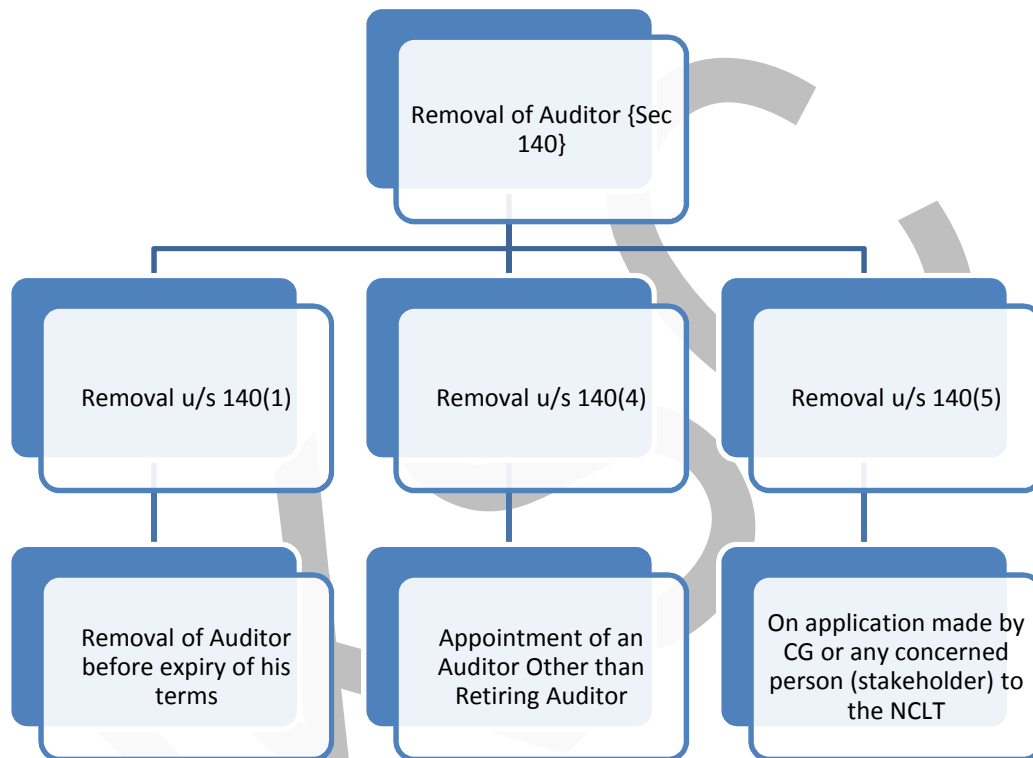 Removal of Auditor {Sec
140}
Removal u/s 140(1)
Removal u/s 140(4)
Removal u/s 140(5)
Removal of Auditor
before expiry of his
terms
Appointment of an
Auditor Other than
Retiring Auditor
On application made by
CG or any concerned
person (stakeholder) to
the NCLT